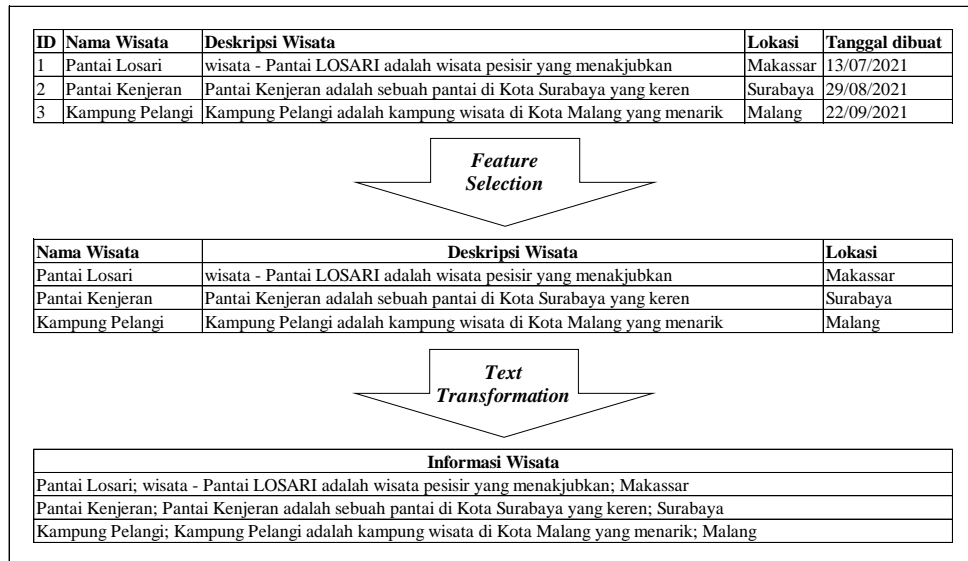 ID Nama Wisata Deskripsi Wisata Lokasi Tanggal dibuat
1 Pantai Losari wisata - Pantai LOSARI adalah wisata pesisir yang menakjubkan Makassar 13/07/2021
2 Pantai Kenjeran Pantai Kenjeran adalah sebuah pantai di Kota Surabaya yang keren Surabaya 29/08/2021
3 Kampung Pelangi Kampung Pelangi adalah kampung wisata di Kota Malang yang menarik Malang 22/09/2021
Feature
Selection
Nama Wisata Deskripsi Wisata Lokasi
Pantai Losari wisata - Pantai LOSARI adalah wisata pesisir yang menakjubkan Makassar
Pantai Kenjeran Pantai Kenjeran adalah sebuah pantai di Kota Surabaya yang keren Surabaya
Kampung Pelangi Kampung Pelangi adalah kampung wisata di Kota Malang yang menarik Malang
Text
Transformation
Informasi Wisata
Pantai Losari; wisata - Pantai LOSARI adalah wisata pesisir yang menakjubkan; Makassar
Pantai Kenjeran; Pantai Kenjeran adalah sebuah pantai di Kota Surabaya yang keren; Surabaya
Kampung Pelangi; Kampung Pelangi adalah kampung wisata di Kota Malang yang menarik; Malang